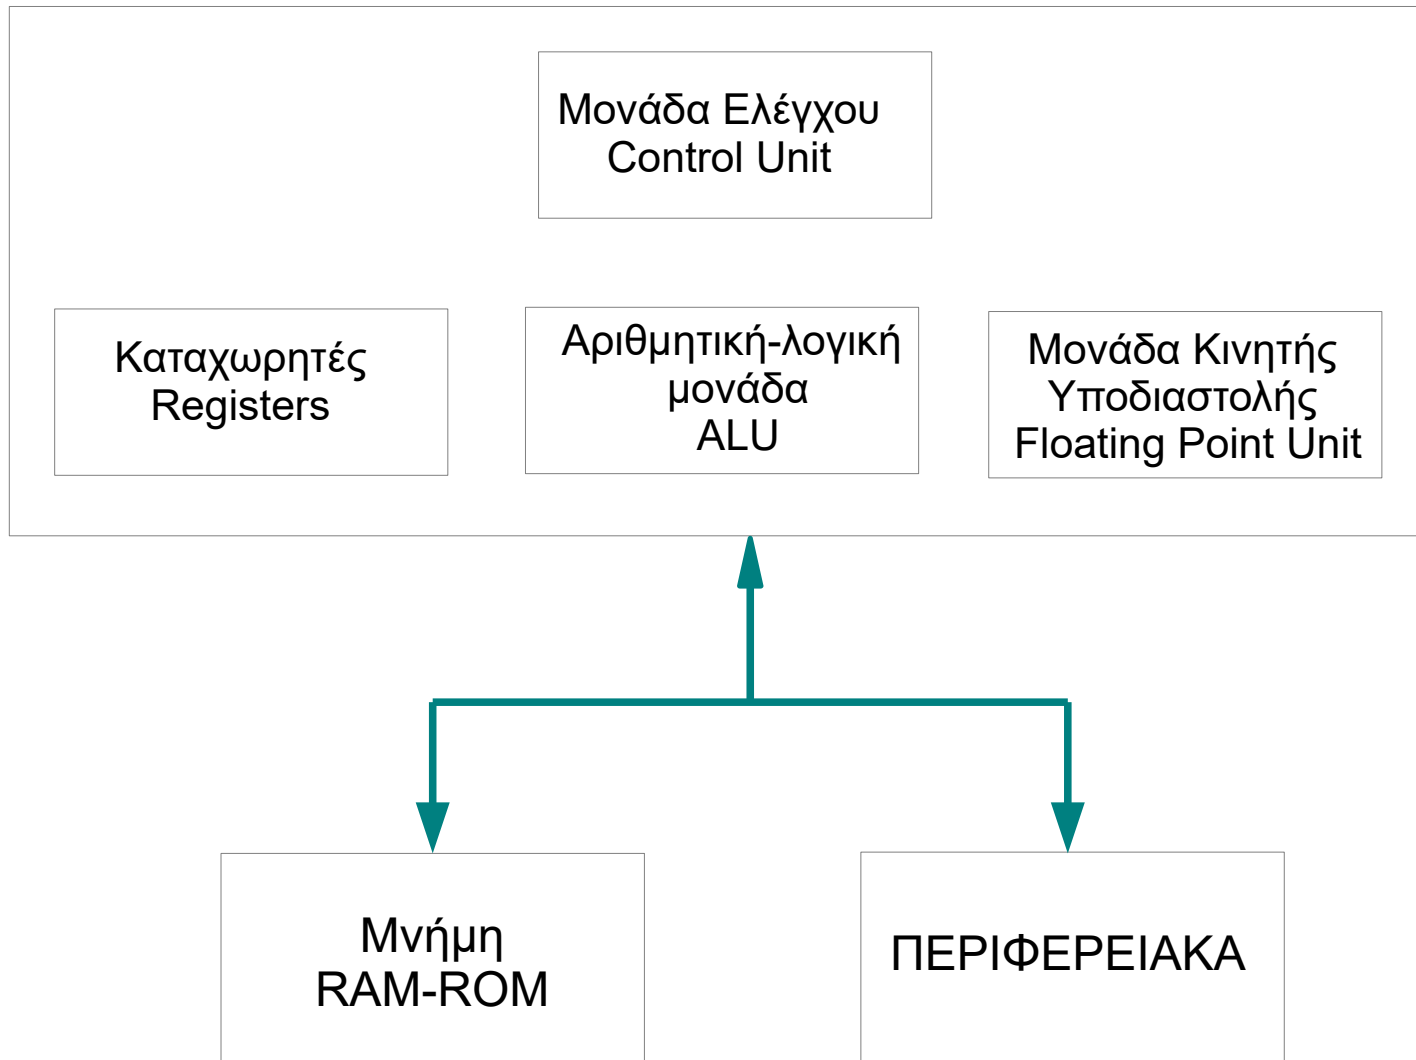 Μονάδα Ελέγχου
Control Unit
Καταχωρητές
Registers
Αριθμητική-λογική
μονάδα
ALU
Μονάδα Κινητής
Υποδιαστολής
Floating Point Unit
Μνήμη
RAM-ROM
ΠΕΡΙΦΕΡΕΙΑΚΑ